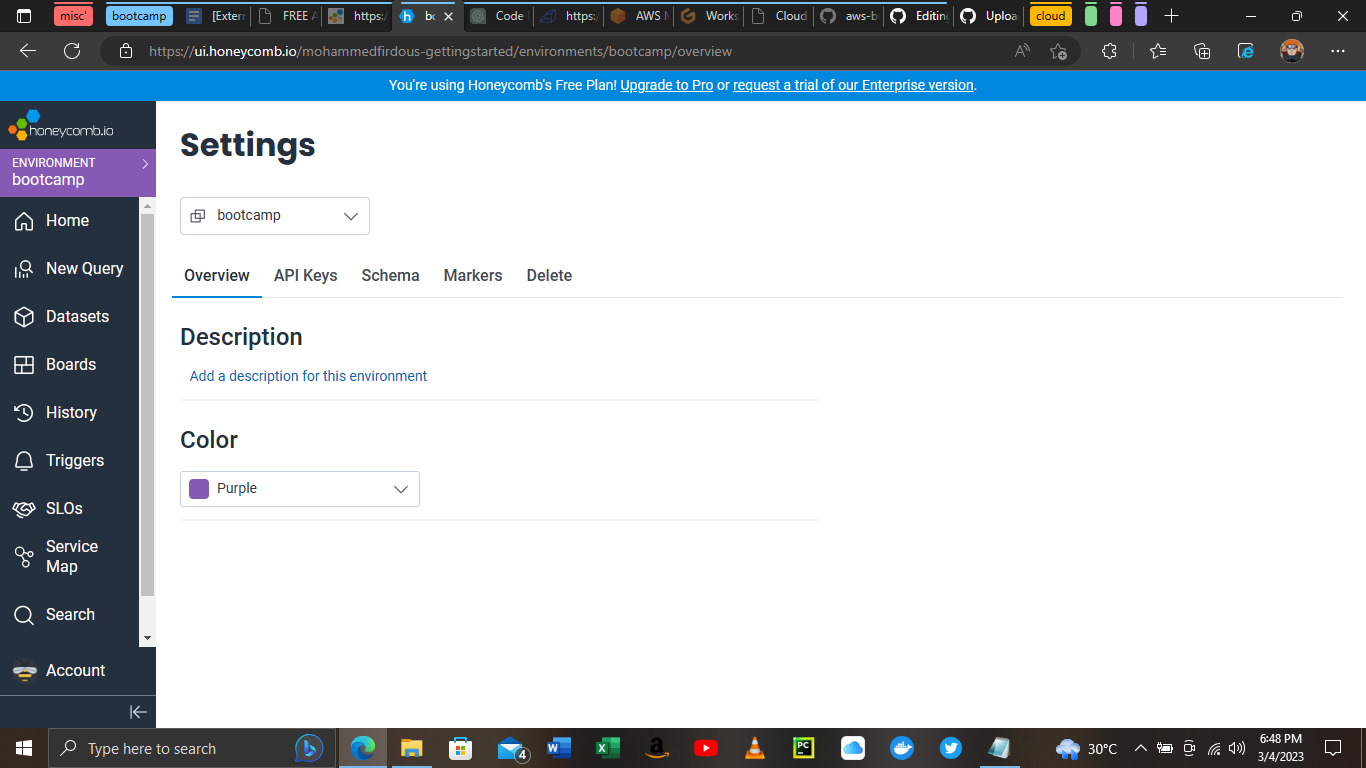 misc'
bootcamp
[Exterr
FREE A
https:
bo
Code
https:/
AWS M
Works
Cloud
aws-b
Editing
Uploa
cloud
https://ui.honeycomb.io/mohammedfirdous-gettingstarted/environments/bootcamp/overview
You're using Honeycomb's Free Plan! Upgrade to Pro or request a trial of our Enterprise version.
honeycomb.io
ENVIRONMENT
bootcamp
Home
New Query
Datasets
Boards
History
Triggers
SLOs
Service
Map
Search
Account
Settings
bootcamp
Overview API Keys Schema Markers Delete
Description
Add a description for this environment
Color
Purple
Type here to search
4
PC
30°C
6:48 PM
3/4/2023